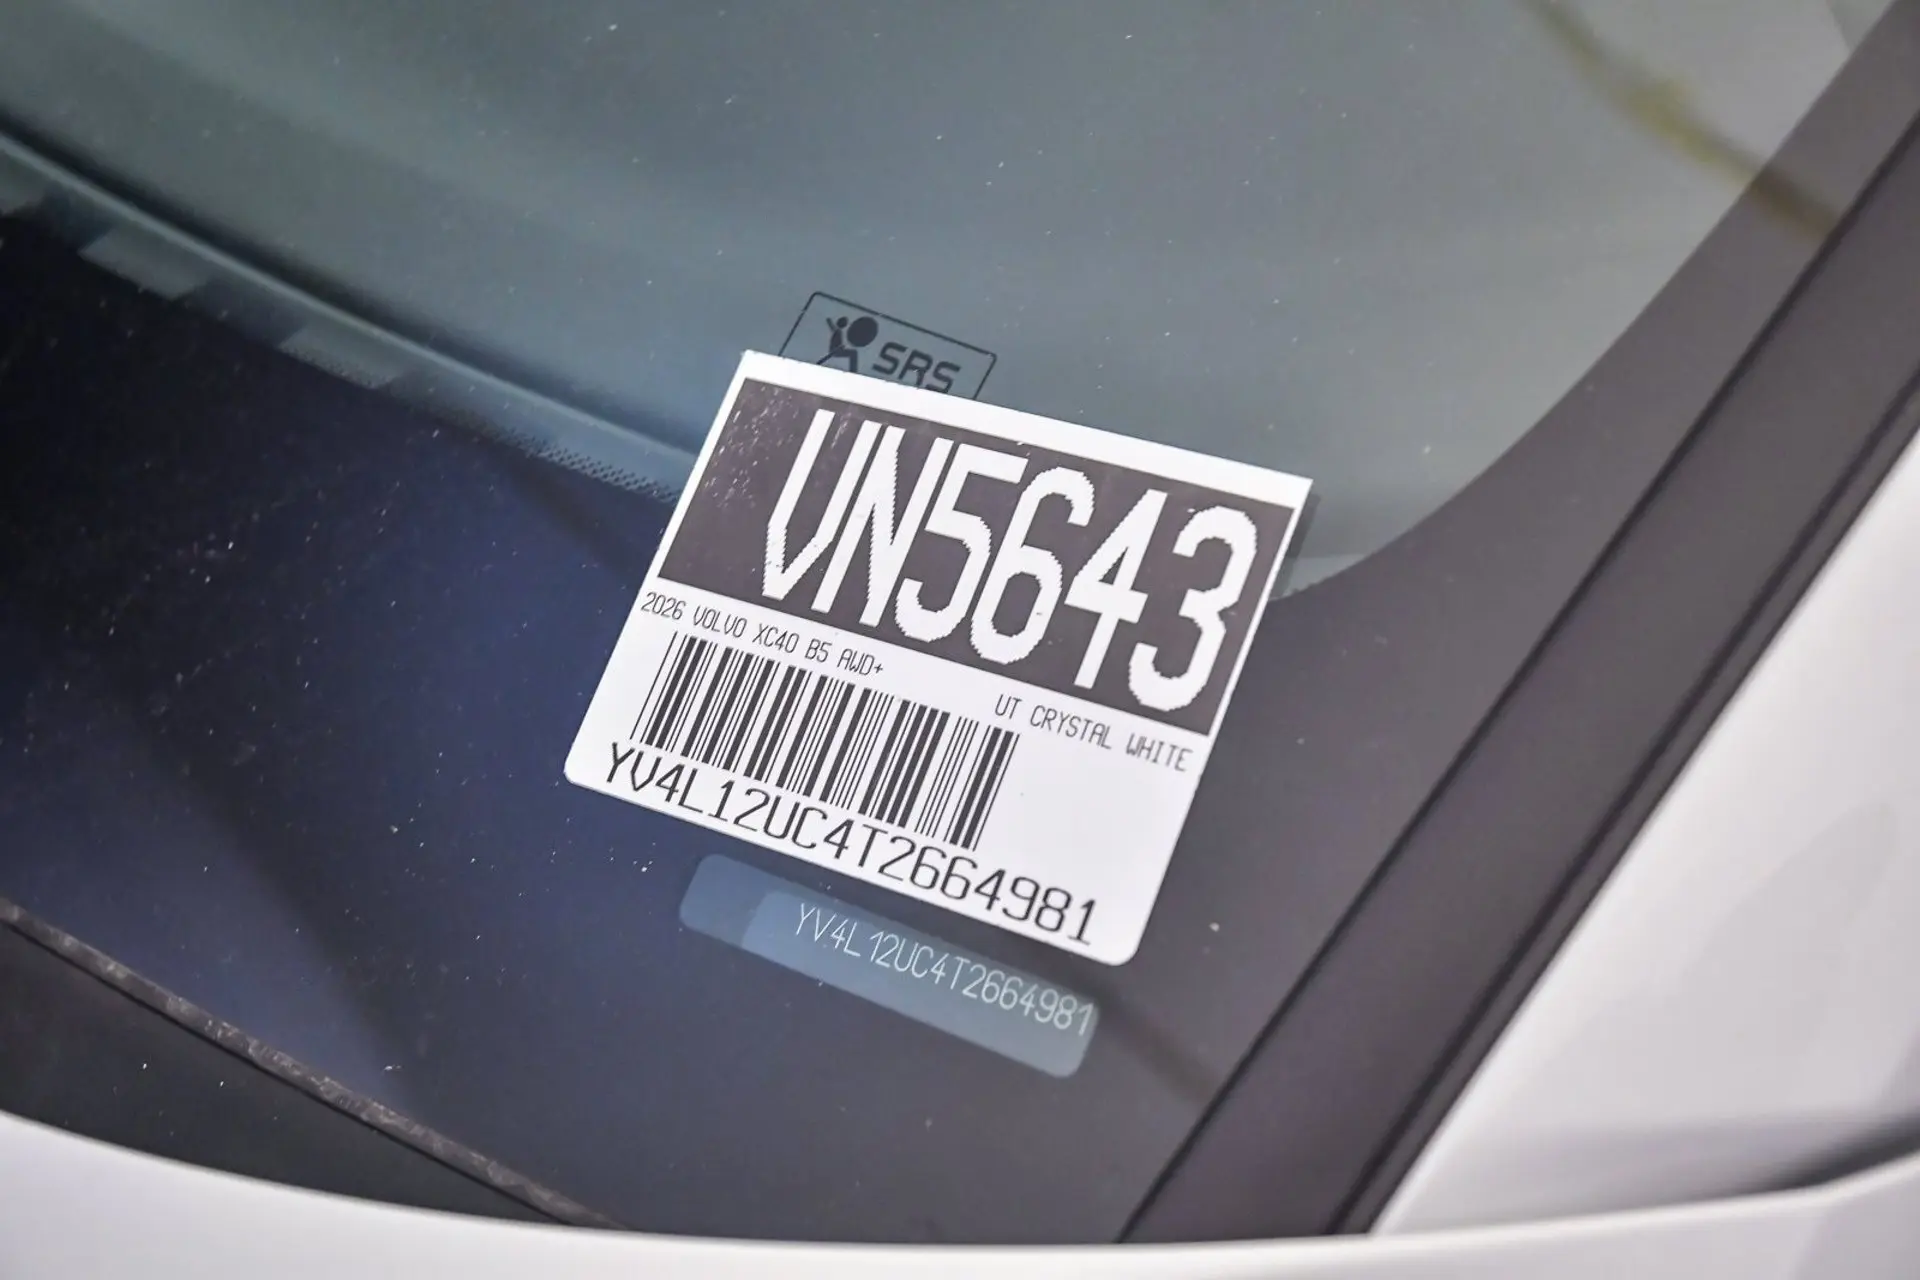 SRS
VN5643
2026 VOLVO XC40 B5 AWD+
UT CRYSTAL WHITE
YV4L12UC4T2664981
YV4L12UC4T2664981